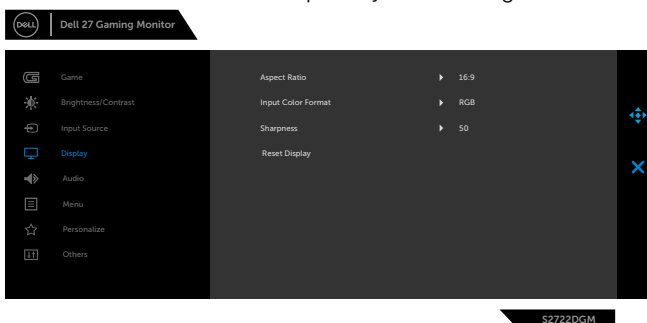 DELL
Dell 27 Gaming Monitor
Game
Aspect Ratio 16:9
Brightness/Contrast
Input Color Format RGB
Input Source
Sharpness 50
Display
Reset Display
Audio
Menu
Personalize
Others
S2722DGM